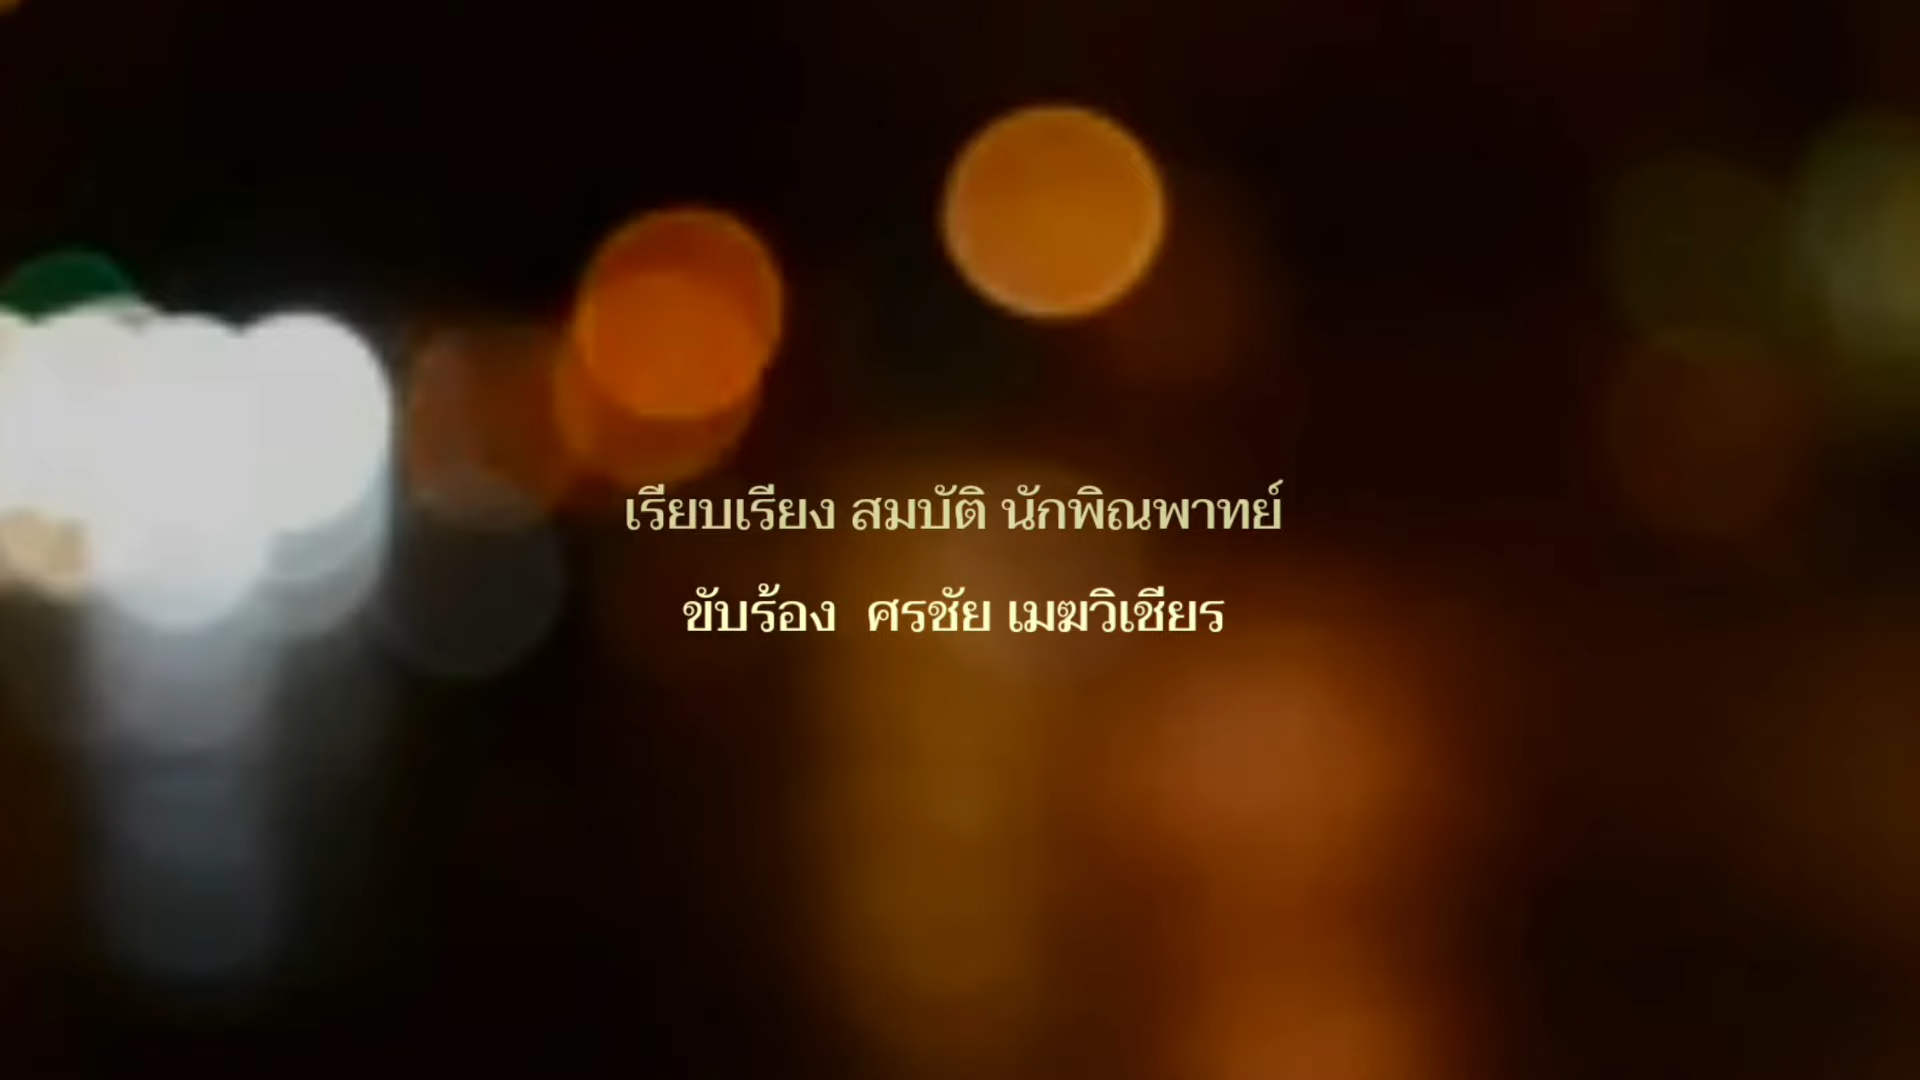 เรียบเรียง สมบัติ นักพิณพาทย์
ขับร้อง  ศรชัย เมฆวิเชียร